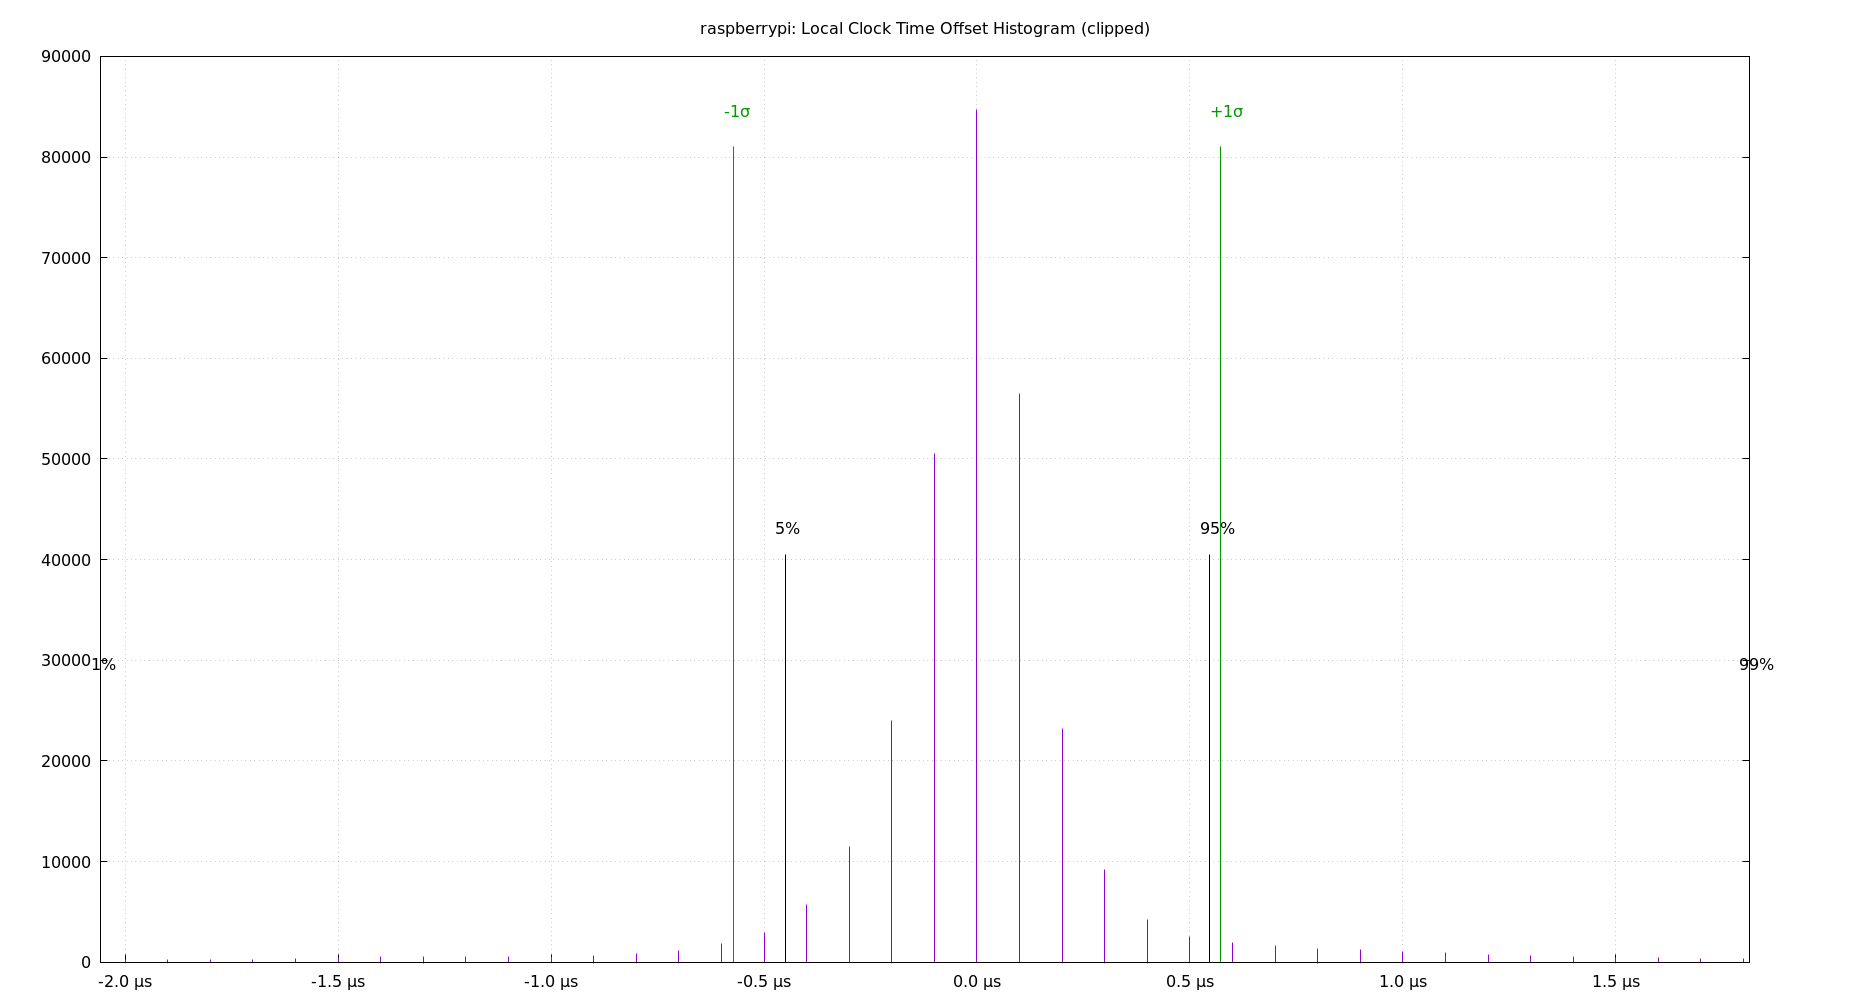 raspberrypi: Local Clock Time Offset Histogram (clipped)
90000
-1σ
+1σ
80000
70000
60000
50000
5%
95%
40000
30000
1%
99%
20000
10000
0
-2.0 µs
-1.5 µs
-1.0 µs
-0.5 µs
0.0 µs
0.5 µs
1.0 µs
1.5 µs